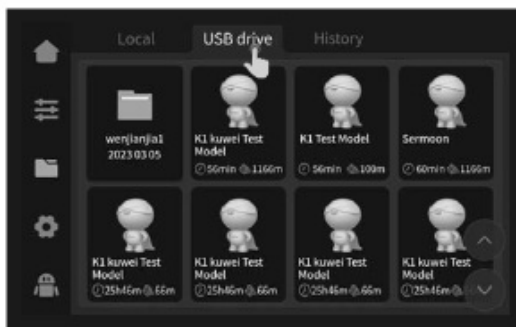 Local
USB drive
History
wenjianjia1
2023 03 05
K1 kuwei Test
Model
56min 1166m
K1 Test Model
56min 100m
Sermoon
60min 1166m
K1 kuwei Test
Model
25h46m 66m
K1 kuwei Test
Model
25h46m 66m
K1 kuwei Test
Model
25h46m 66m
K1 kuwei Test
Model
25h46m 66m